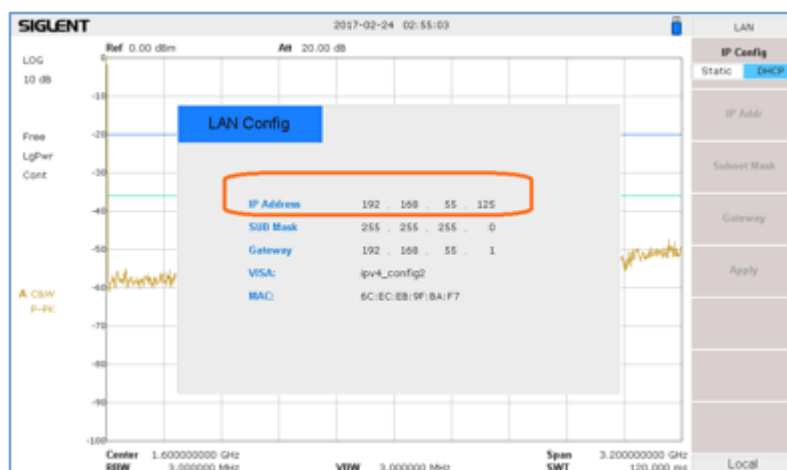 SIGLENT 2017-02-24 02:55:03 LAN
Ref 0.00 dBm Att 20.00 dB
IP Config
Static DHCP
LOG
10 dB
0
-10
-20
-30
-40
-50
-60
-70
-80
-90
-100
Free
LgPwr
Cont
A C&W
P-PK
LAN Config
IP Address 192 . 168 . 55 . 125
SUB Mask 255 . 255 . 255 . 0
Gateway 192 . 168 . 55 . 1
VISA: ipv4_config2
MAC: 6C:EC:EB:9F:8A:F7
IP Addr
Subnet Mask
Gateway
Apply
Center 1.600000000 GHz Span 3.200000000 GHz
RBW 3.000000 MHz VBW 3.000000 MHz SWT 120.000 ms
Local